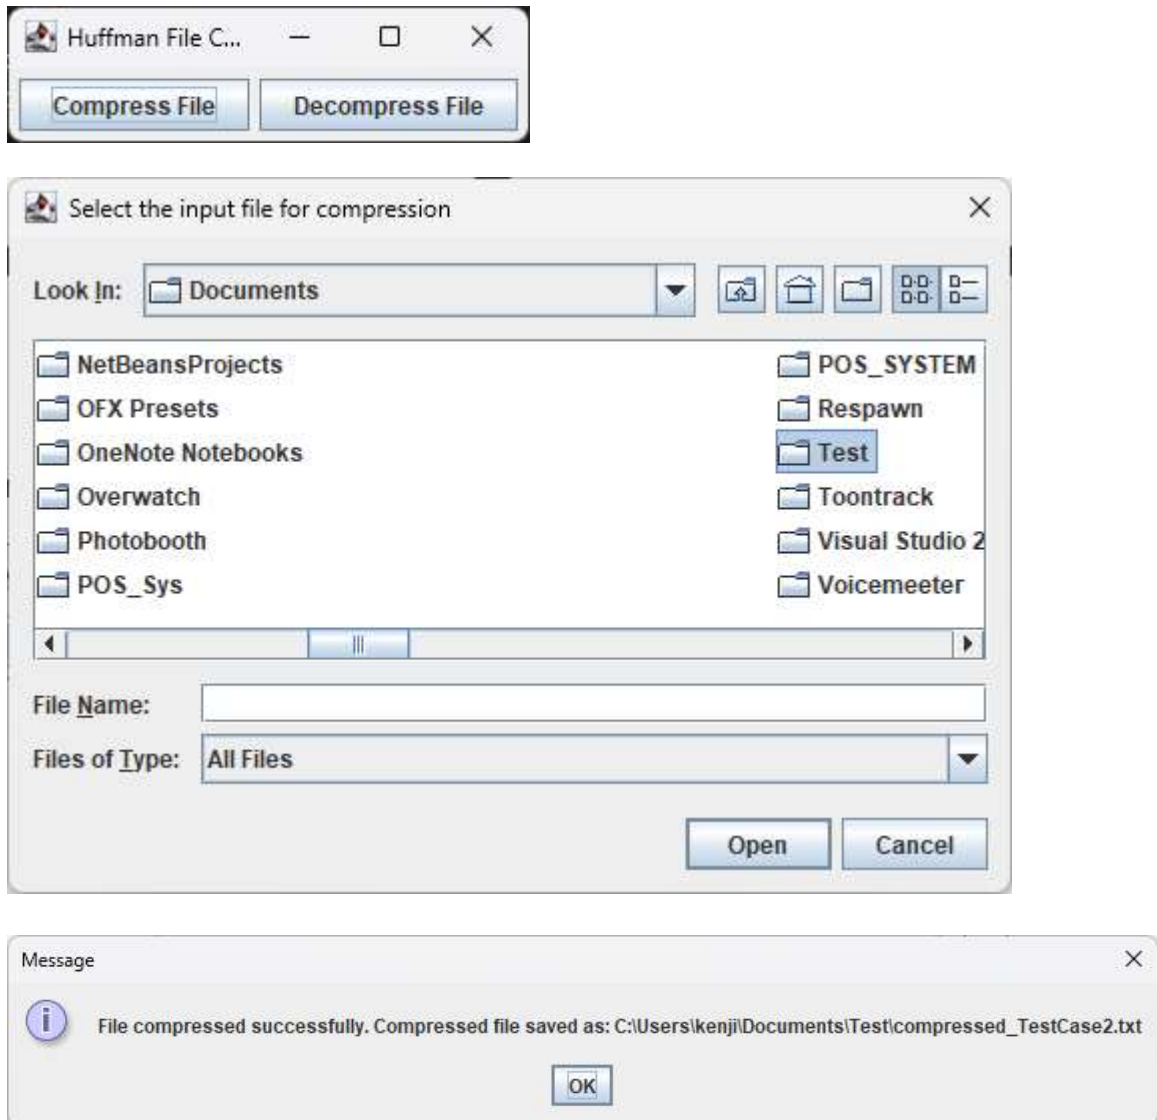 Huffman File C...
Compress File Decompress File
Select the input file for compression
Look In: Documents
NetBeansProjects
OFX Presets
OneNote Notebooks
Overwatch
Photobooth
POS_Sys
POS_SYSTEM
Respawn
Test
Toontrack
Visual Studio 2
Voicemeeter
File Name:
Files of Type: All Files
Open Cancel
Message
File compressed successfully. Compressed file saved as: C:\Users\kenji\Documents\Test\compressed_TestCase2.txt
OK